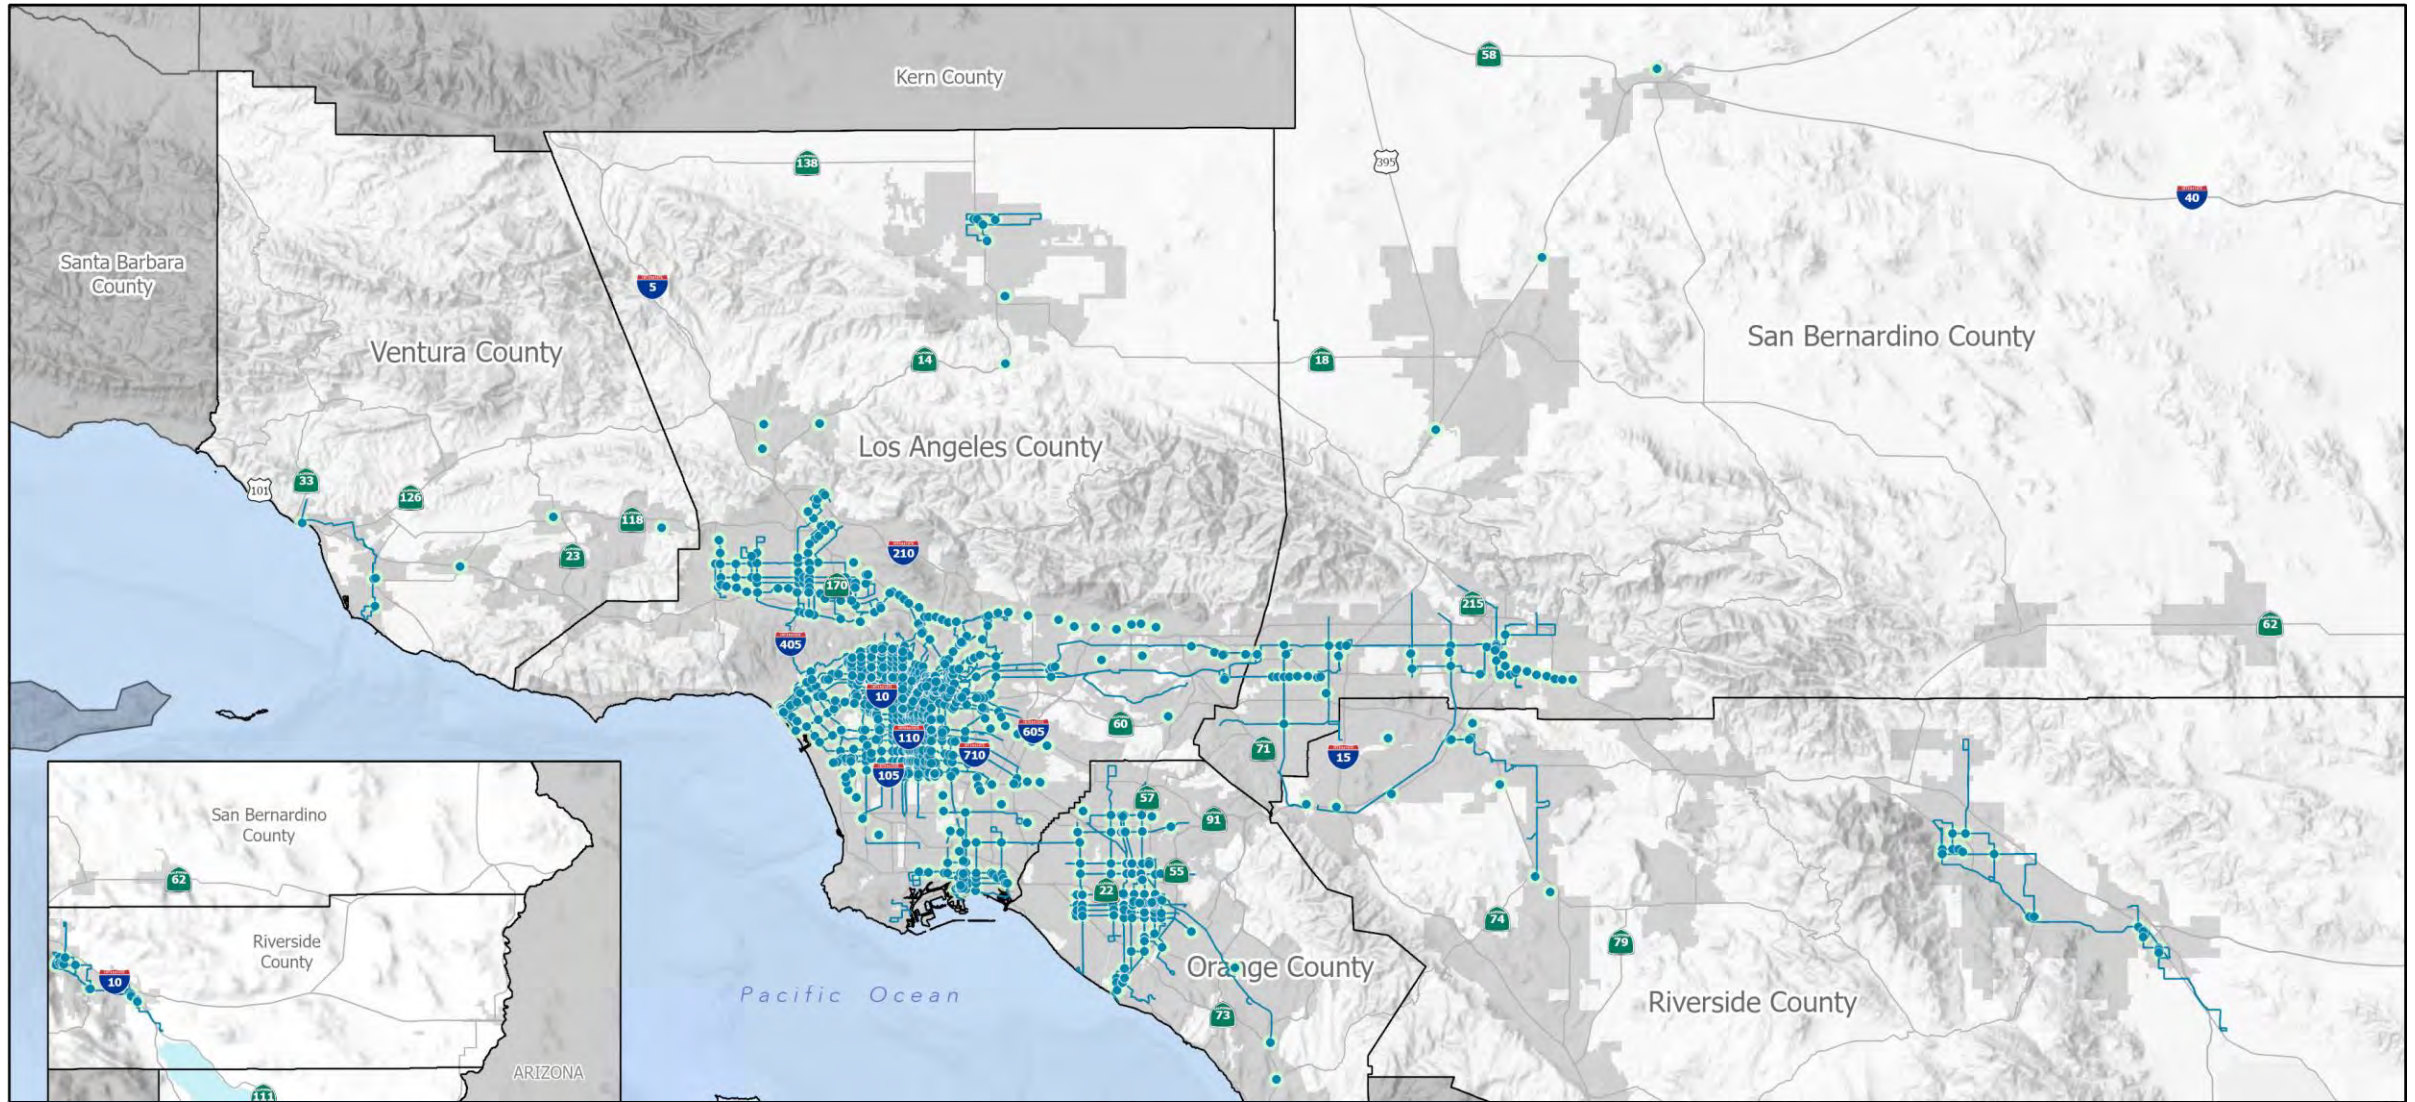 Kern County
58
138
395
40
Santa Barbara
County
5
San Bernardino County
Ventura County
14
18
Los Angeles County
33
101
126
118
23
210
170
215
62
405
10
605
60
110
71
710
15
105
57
91
55
22
74
79
Orange County
Pacific Ocean
Riverside County
73
San Bernardino
County
62
Riverside
County
10
ARIZONA
111